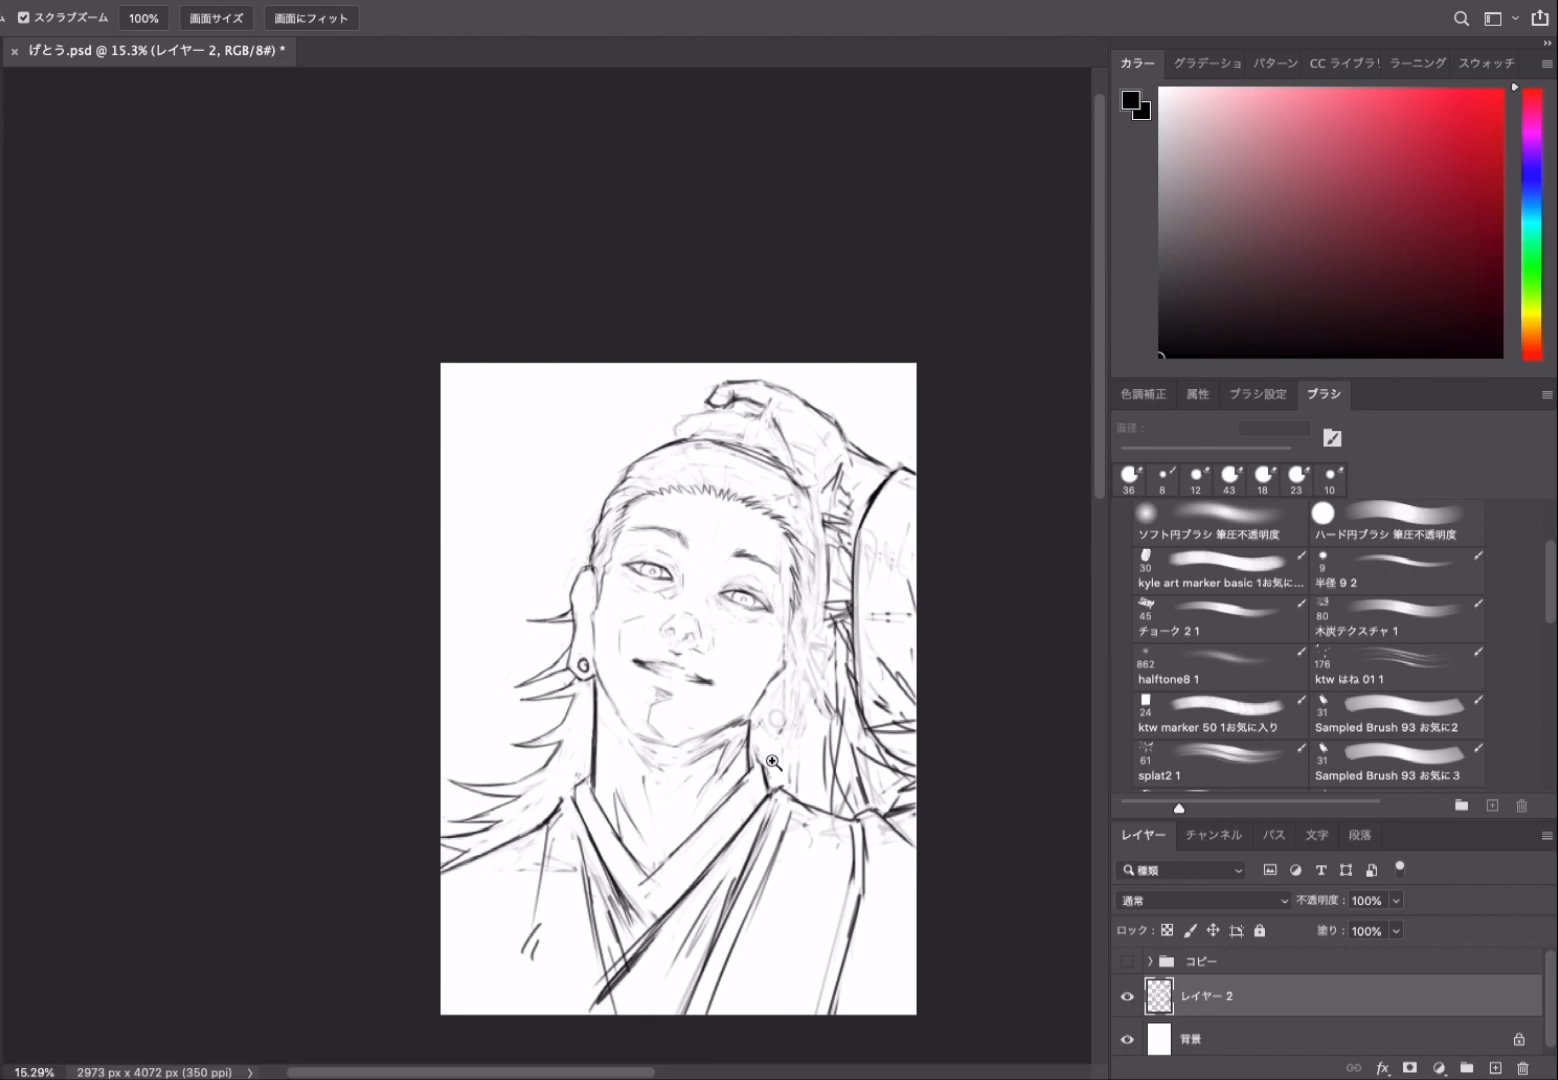 スクラブズーム 100% 画面サイズ 画面にフィット
× げとう.psd @ 15.3% (レイヤー 2, RGB/8#) *
カラー グラデーショ パターン CC ライブラリ ラーニング スウォッチ
色調補正 属性 ブラシ設定 ブラシ
直径 :
36 8 12 43 18 23 10
ソフト円ブラシ 筆圧不透明度 ハード円ブラシ 筆圧不透明度
30 9
kyle art marker basic 1お気に... 半径 9 2
45 80
チョーク 2 1 木炭テクスチャ 1
862 176
halftone8 1 ktw はね 01 1
24 31
ktw marker 50 1お気に入り Sampled Brush 93 お気に2
61 31
splat2 1 Sampled Brush 93 お気に3
レイヤー チャンネル パス 文字 段落
種類
通常 不透明度 : 100%
ロック : 塗り : 100%
コピー
レイヤー 2
背景
15.29% 2973 px x 4072 px (350 ppi)